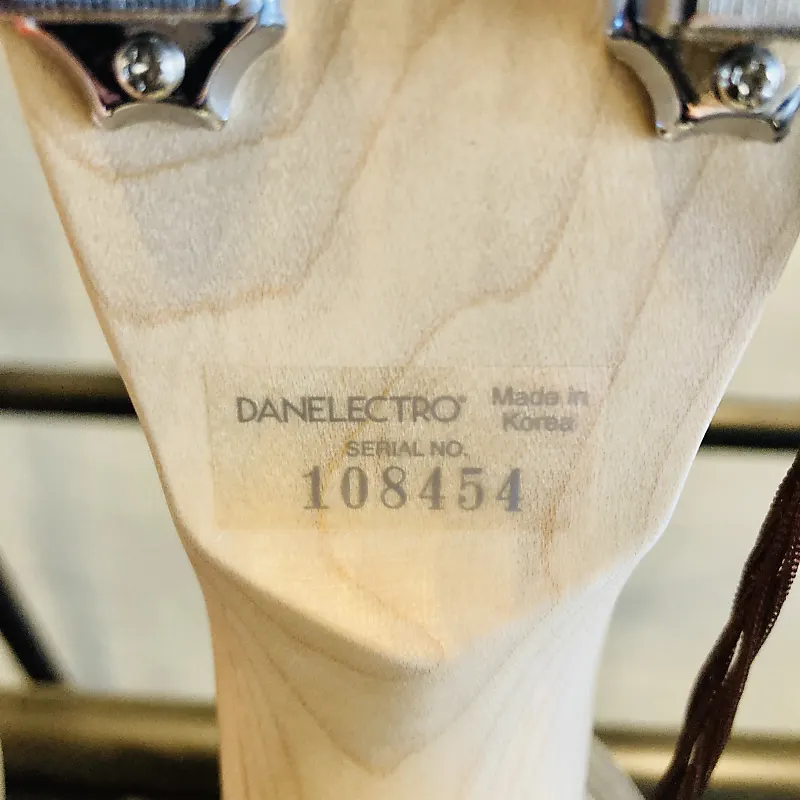 DANELECTRO® Made in
Korea
SERIAL NO.
108454